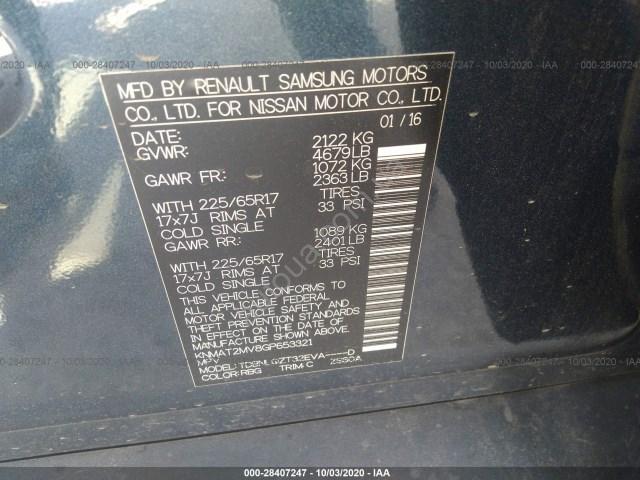 000-28407247 - 10/03/2020 - IAA
MFD BY RENAULT SAMSUNG MOTORS
CO., LTD. FOR NISSAN MOTOR CO., LTD.
DATE: 01 / 16
GVWR: 2122 KG
4679 LB
GAWR FR: 1072 KG
2363 LB
WITH 225/65R17 TIRES
17x7J RIMS AT 33 PSI
COLD SINGLE
GAWR RR: 1089 KG
2401 LB
WITH 225/65R17 TIRES
17x7J RIMS AT 33 PSI
COLD SINGLE
THIS VEHICLE CONFORMS TO
ALL APPLICABLE FEDERAL
MOTOR VEHICLE SAFETY AND
THEFT PREVENTION STANDARDS
IN EFFECT ON THE DATE OF
MANUFACTURE SHOWN ABOVE.
KNMAT2MV8GP653321
MPV
COLOR: RBG TRIM: C
000-28407247 - 10/03/2020 - IAA